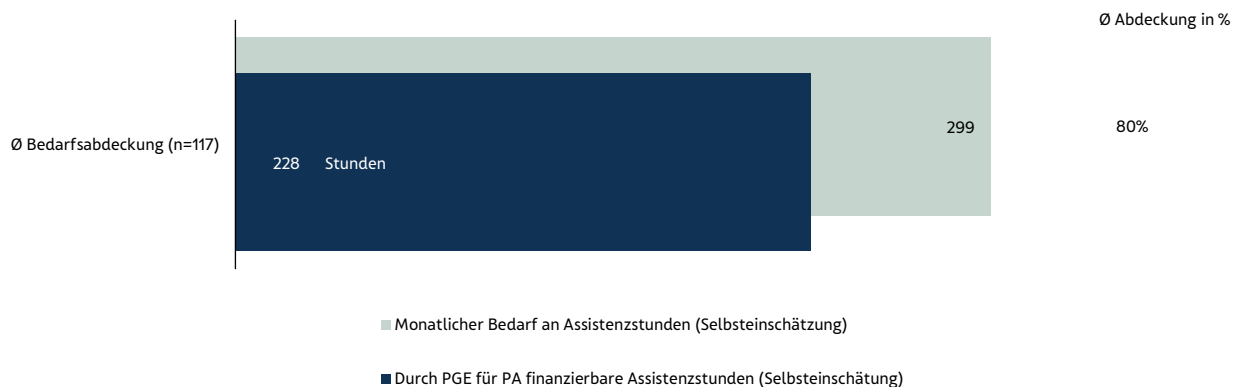 Ø Abdeckung in %
299
80%
Ø Bedarfsabdeckung (n=117)
228 Stunden
Monatlicher Bedarf an Assistenzstunden (Selbsteinschätzung)
Durch PGE für PA finanzierbare Assistenzstunden (Selbsteinschätung)